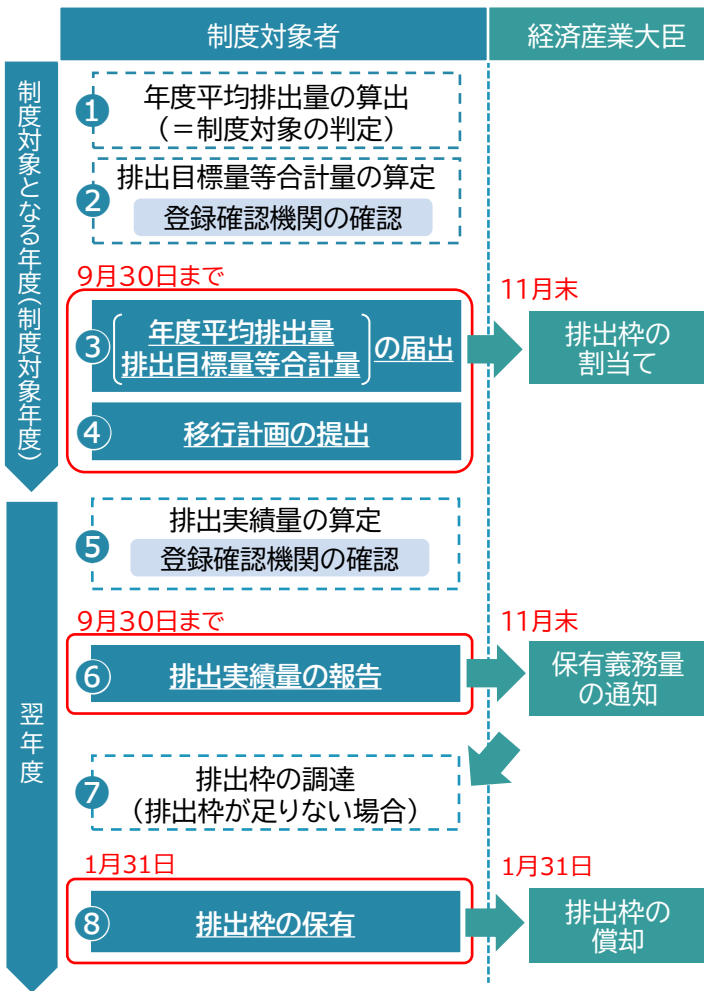 制度対象者
経済産業大臣
制度対象となる年度(制度対象年度)
1
年度平均排出量の算出
(=制度対象の判定)
2
排出目標量等合計量の算定
登録確認機関の確認
9月30日まで
3
年度平均排出量
排出目標量等合計量
の届出
11月末
排出枠の
割当て
4
移行計画の提出
翌年度
5
排出実績量の算定
登録確認機関の確認
9月30日まで
6
排出実績量の報告
11月末
保有義務量
の通知
7
排出枠の調達
(排出枠が足りない場合)
1月31日
8
排出枠の保有
1月31日
排出枠の
償却